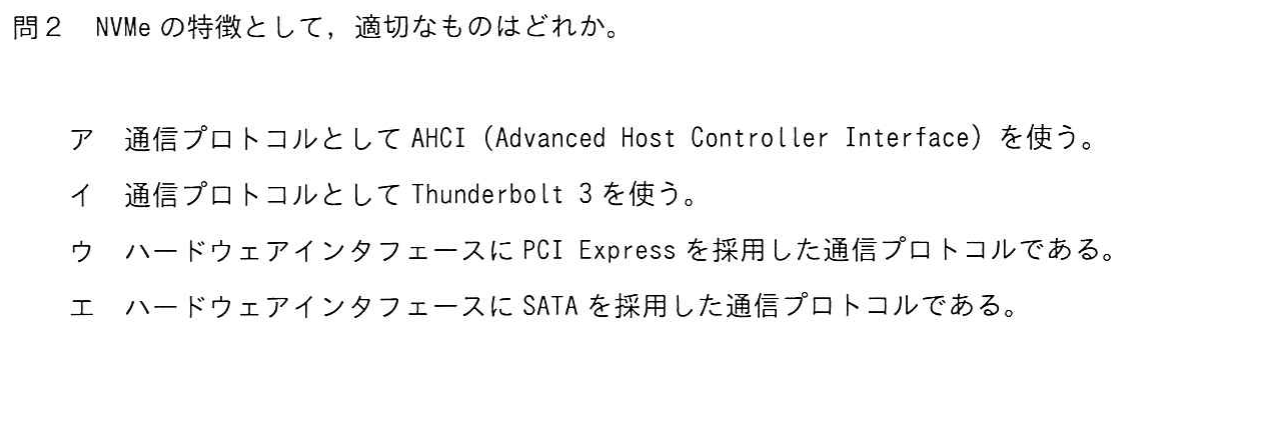 問２　NVMe の特徴として，適切なものはどれか。
ア　通信プロトコルとして AHCI（Advanced Host Controller Interface）を使う。
イ　通信プロトコルとして Thunderbolt 3 を使う。
ウ　ハードウェアインタフェースに PCI Express を採用した通信プロトコルである。
エ　ハードウェアインタフェースに SATA を採用した通信プロトコルである。